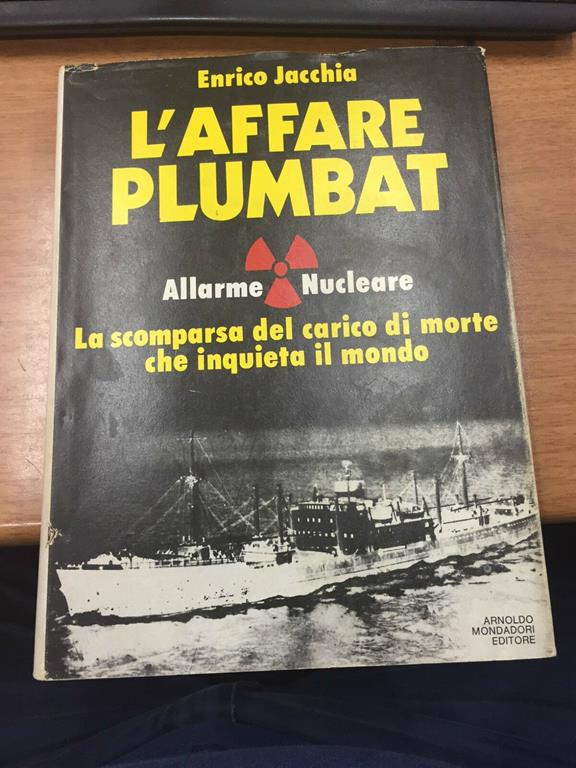 Enrico Jacchia
L'AFFARE
PLUMBAT
Allarme Nucleare
La scomparsa del carico di morte
che inquieta il mondo
ARNOLDO
MONDADORI
EDITORE